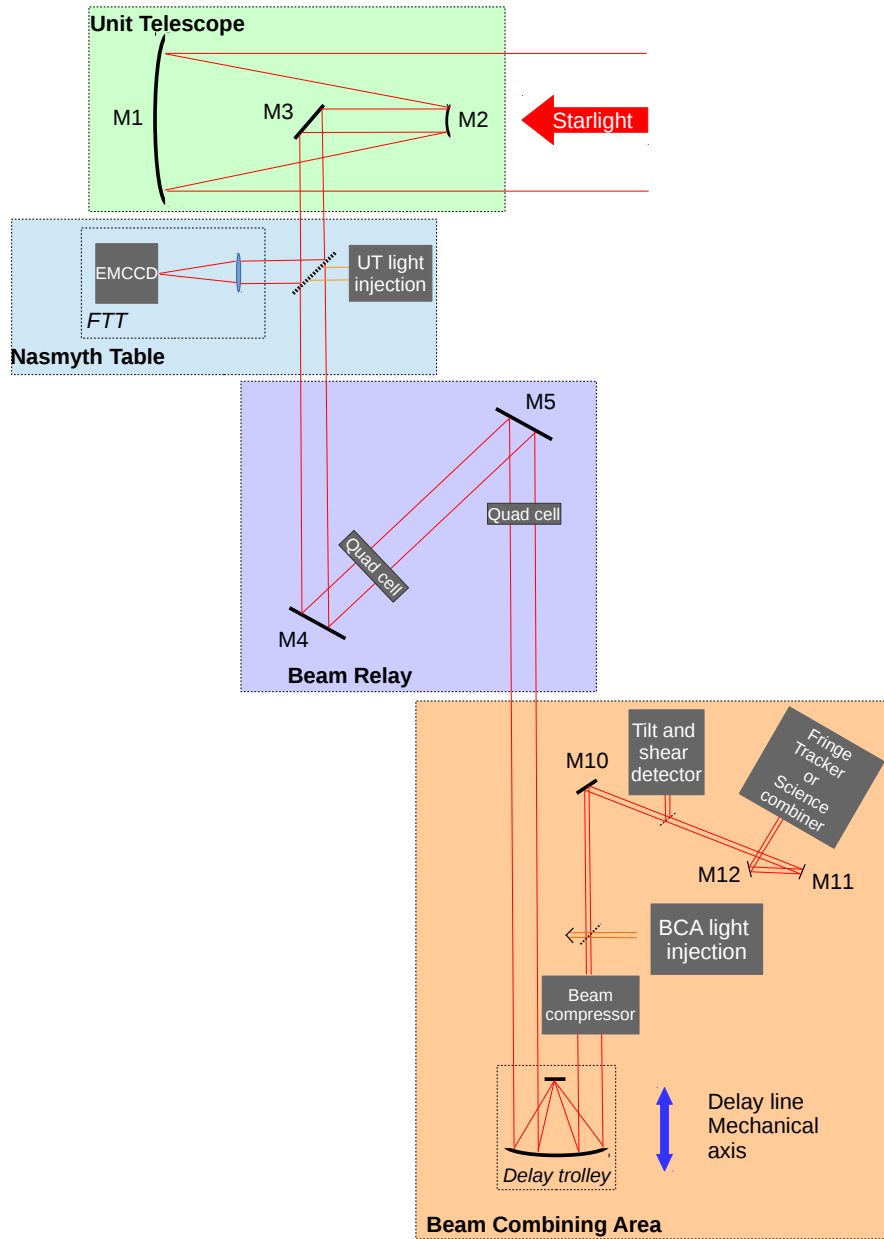 Unit Telescope
M1
M3
M2
Starlight
EMCCD
FTT
UT light
injection
Nasmyth Table
M5
Quad cell
Quad cell
M4
Beam Relay
Tilt and
shear
detector
Fringe
Tracker
or
Science
combiner
M10
M12
M11
BCA light
injection
Beam
compressor
Delay line
Mechanical
axis
Delay trolley
Beam Combining Area